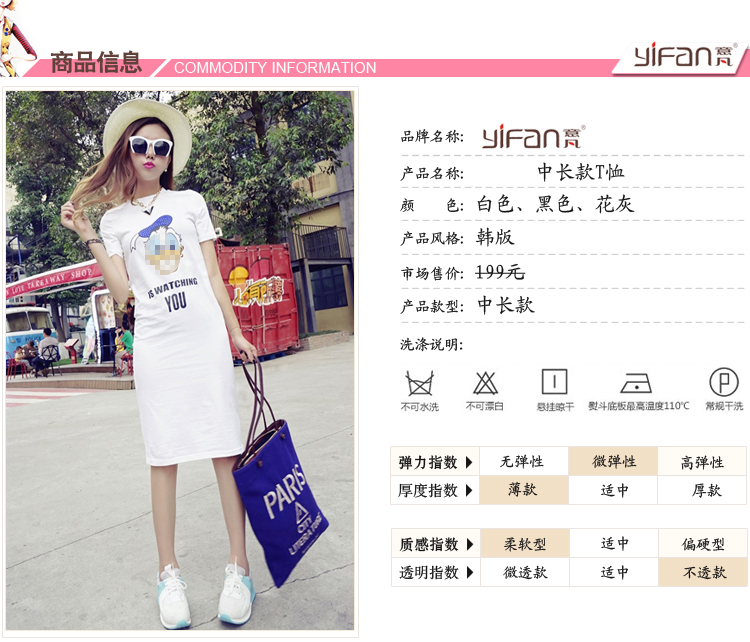 商品信息 COMMODITY INFORMATION
yiFan 意凡®
品牌名称: yiFan 意凡®
产品名称: 中长款T恤
颜 色: 白色、黑色、花灰
产品风格: 韩版
市场售价: 199元
产品款型: 中长款
洗涤说明:
不可水洗 不可漂白 悬挂晾干 熨斗底板最高温度110℃ 常规干洗
弹力指数 无弹性 微弹性 高弹性
厚度指数 薄款 适中 厚款
质感指数 柔软型 适中 偏硬型
透明指数 微透款 适中 不透款
IS WATCHING
YOU
PARIS
CITY